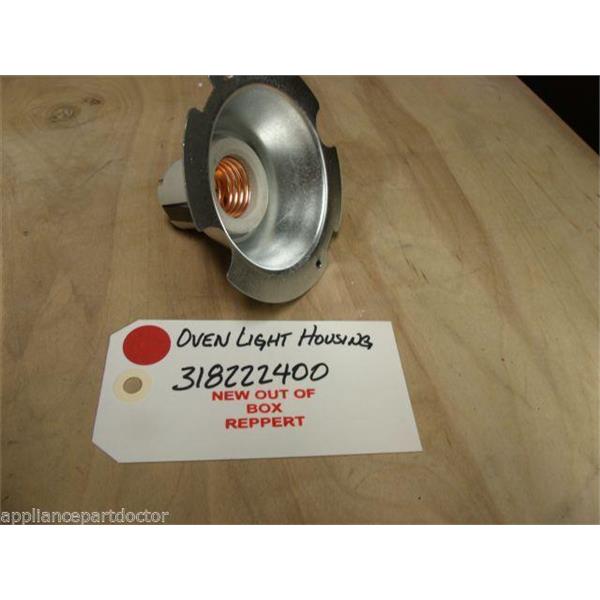 OVEN LIGHT HOUSING
318222400
NEW OUT OF
BOX
REPPERT
appliancepartdoctor